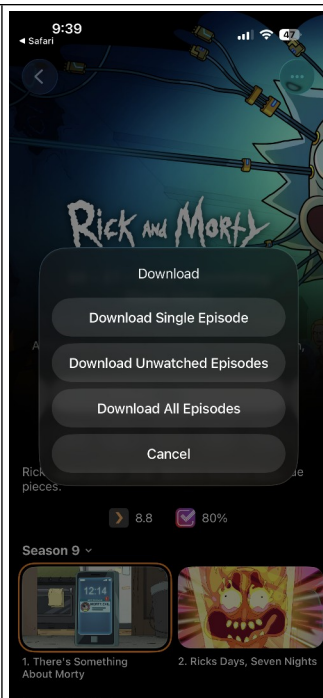 9:39
47
◂ Safari
Rick AND Morty
Download
Download Single Episode
Download Unwatched Episodes
Download All Episodes
Cancel
Rick
pieces.
8.8
80%
Season 9
12:14
1. There's Something
About Morty
2. Ricks Days, Seven Nights